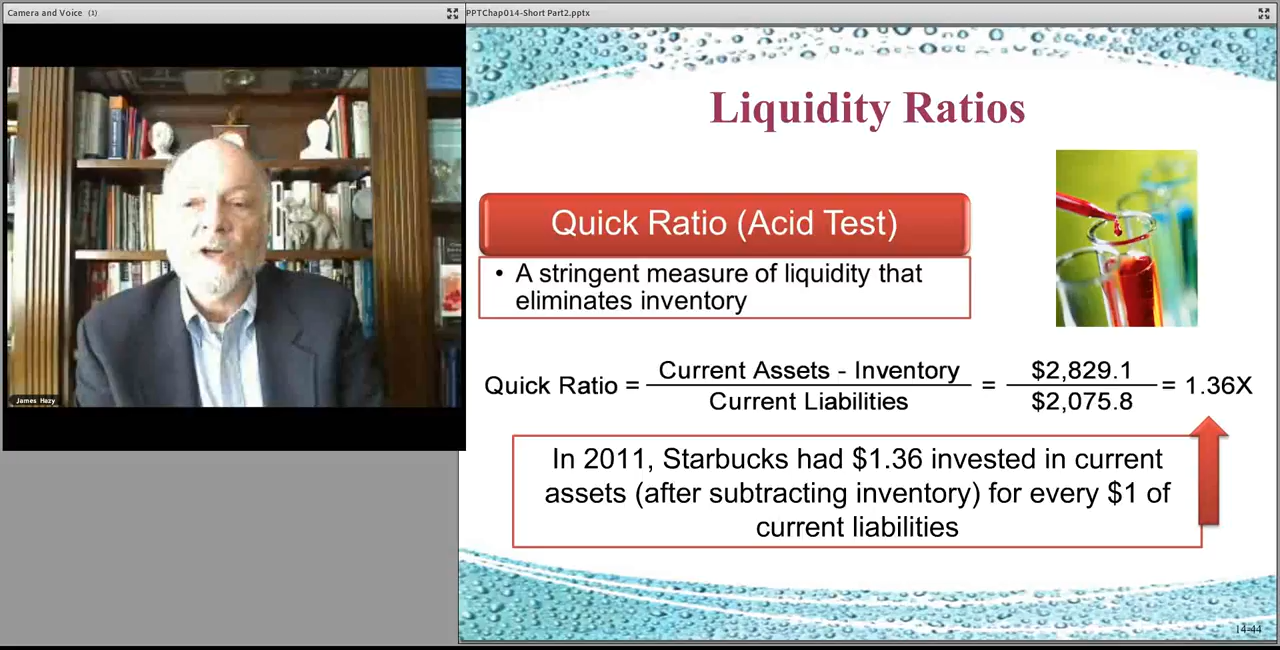 Camera and Voice (1)
PPTChap014-Short Part2.pptx
James Hazy
Liquidity Ratios
Quick Ratio (Acid Test)
• A stringent measure of liquidity that
eliminates inventory
Quick Ratio = Current Assets - Inventory / Current Liabilities = $2,829.1 / $2,075.8 = 1.36X
In 2011, Starbucks had $1.36 invested in current
assets (after subtracting inventory) for every $1 of
current liabilities
14-44